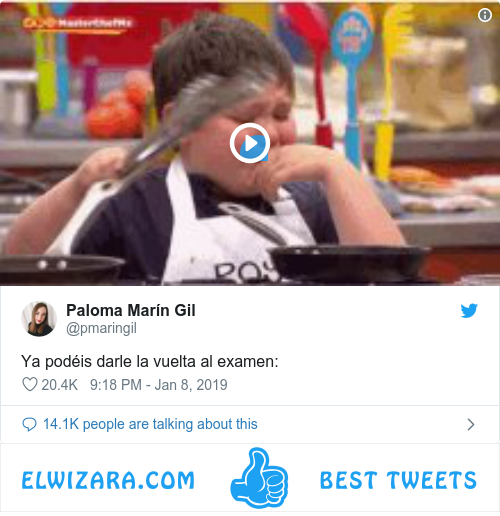 #MasterChefMx
ROY
Paloma Marín Gil
@pmaringil
Ya podéis darle la vuelta al examen:
20.4K 9:18 PM - Jan 8, 2019
14.1K people are talking about this
ELWIZARA.COM BEST TWEETS